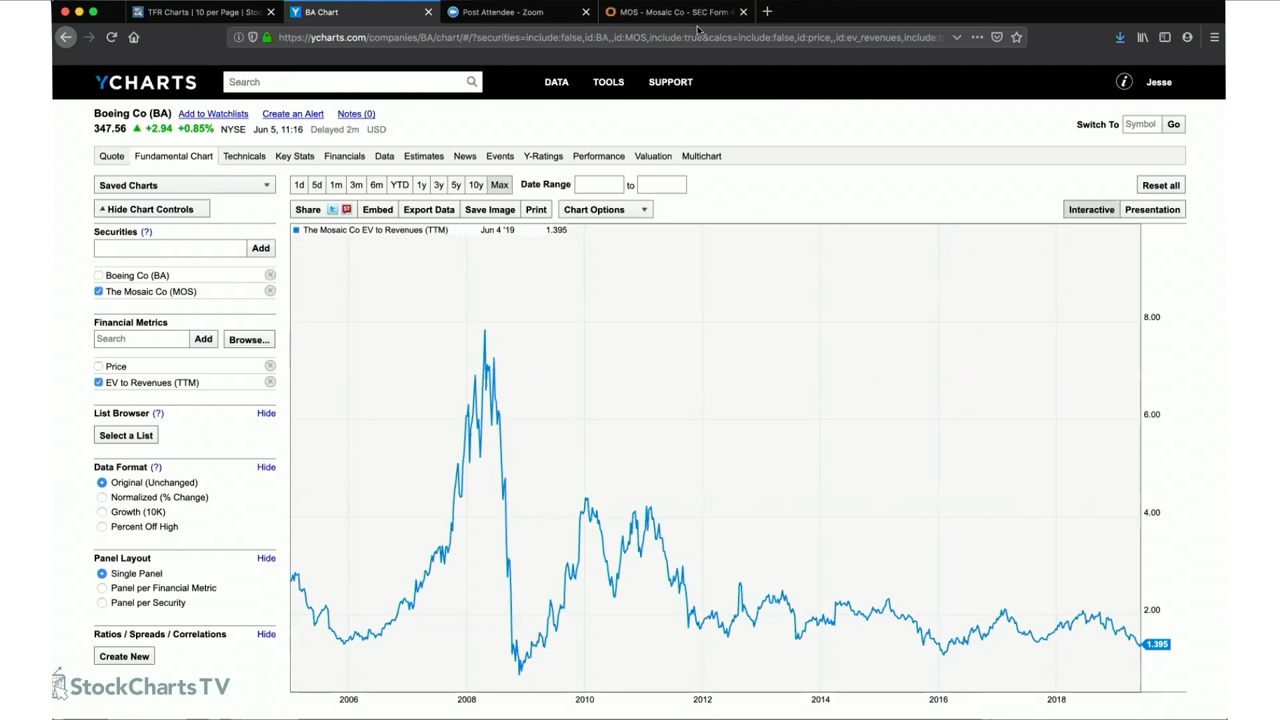 TFR Charts | 10 per Page | Stoc
BA Chart
Post Attendee - Zoom
MOS - Mosaic Co - SEC Form
https://ycharts.com/companies/BA/chart/#/?securities=include:false,id:BA,,id:MOS,include:true&calcs=include:false,id:price,,id:ev_revenues,include:
YCHARTS
Search
DATA
TOOLS
SUPPORT
Jesse
Boeing Co (BA)
Add to Watchlists
Create an Alert
Notes (0)
347.56 +2.94 +0.85% NYSE Jun 5, 11:16 Delayed 2m USD
Switch To
Symbol
Go
Quote
Fundamental Chart
Technicals
Key Stats
Financials
Data
Estimates
News
Events
Y-Ratings
Performance
Valuation
Multichart
Saved Charts
1d 5d 1m 3m 6m YTD 1y 3y 5y 10y Max
Date Range
to
Reset all
Hide Chart Controls
Share
Embed
Export Data
Save Image
Print
Chart Options
Interactive
Presentation
Securities (?)
Add
Boeing Co (BA)
The Mosaic Co (MOS)
Financial Metrics
Search
Add
Browse...
Price
EV to Revenues (TTM)
List Browser (?)
Hide
Select a List
Data Format (?)
Hide
Original (Unchanged)
Normalized (% Change)
Growth (10K)
Percent Off High
Panel Layout
Hide
Single Panel
Panel per Financial Metric
Panel per Security
Ratios / Spreads / Correlations
Hide
Create New
The Mosaic Co EV to Revenues (TTM) Jun 4 '19 1.395
8.00
6.00
4.00
2.00
1.395
2006
2008
2010
2012
2014
2016
2018
StockCharts TV